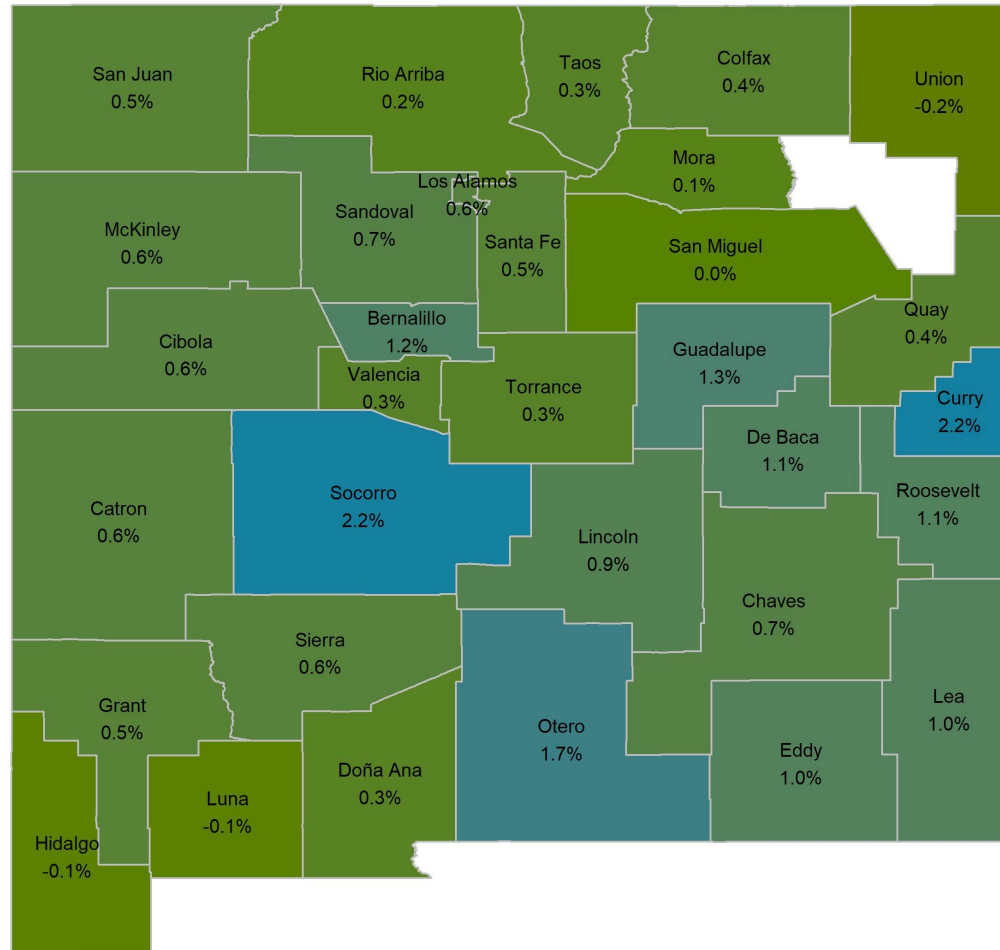 San Juan
0.5%
Rio Arriba
0.2%
Taos
0.3%
Colfax
0.4%
Union
-0.2%
Mora
0.1%
Los Alamos
0.6%
McKinley
0.6%
Sandoval
0.7%
Santa Fe
0.5%
San Miguel
0.0%
Quay
0.4%
Cibola
0.6%
Bernalillo
1.2%
Guadalupe
1.3%
Valencia
0.3%
Torrance
0.3%
Curry
2.2%
De Baca
1.1%
Catron
0.6%
Socorro
2.2%
Roosevelt
1.1%
Lincoln
0.9%
Chaves
0.7%
Sierra
0.6%
Grant
0.5%
Otero
1.7%
Lea
1.0%
Eddy
1.0%
Doña Ana
0.3%
Luna
-0.1%
Hidalgo
-0.1%